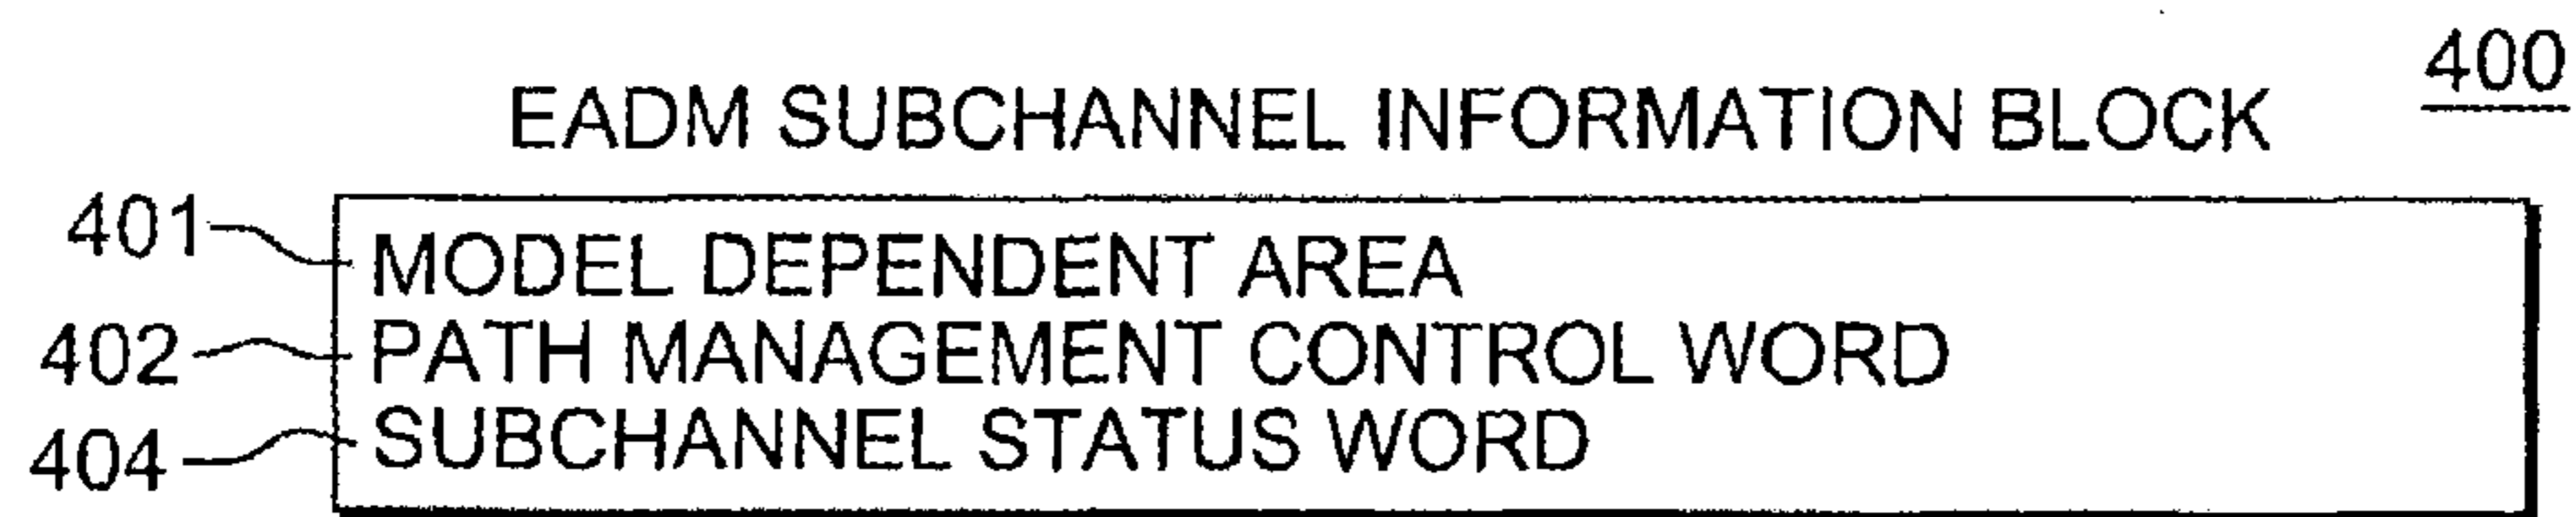 400
EADM SUBCHANNEL INFORMATION BLOCK
401 MODEL DEPENDENT AREA
402 PATH MANAGEMENT CONTROL WORD
404 SUBCHANNEL STATUS WORD